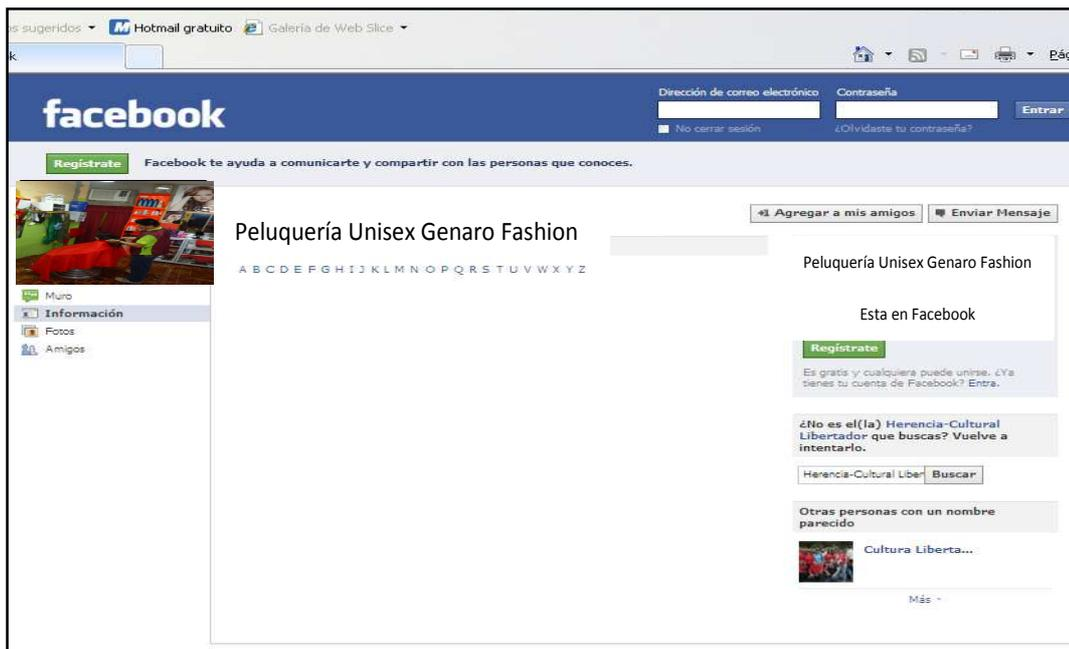 s sugeridos Hotmail gratuito Galería de Web Slice
k
Pág
facebook
Dirección de correo electrónico Contraseña
Entrar
No cerrar sesión ¿Olvidaste tu contraseña?
Regístrate Facebook te ayuda a comunicarte y compartir con las personas que conoces.
+1 Agregar a mis amigos Enviar Mensaje
Peluquería Unisex Genaro Fashion
A B C D E F G H I J K L M N O P Q R S T U V W X Y Z
Muro
Información
Fotos
Amigos
Peluquería Unisex Genaro Fashion
Esta en Facebook
Regístrate
Es gratis y cualquiera puede unirse. ¿Ya
tienes tu cuenta de Facebook? Entra.
¿No es el(la) Herencia-Cultural
Libertador que buscas? Vuelve a
intentarlo.
Herencia-Cultural Liber Buscar
Otras personas con un nombre
parecido
Cultura Liberta...
Más